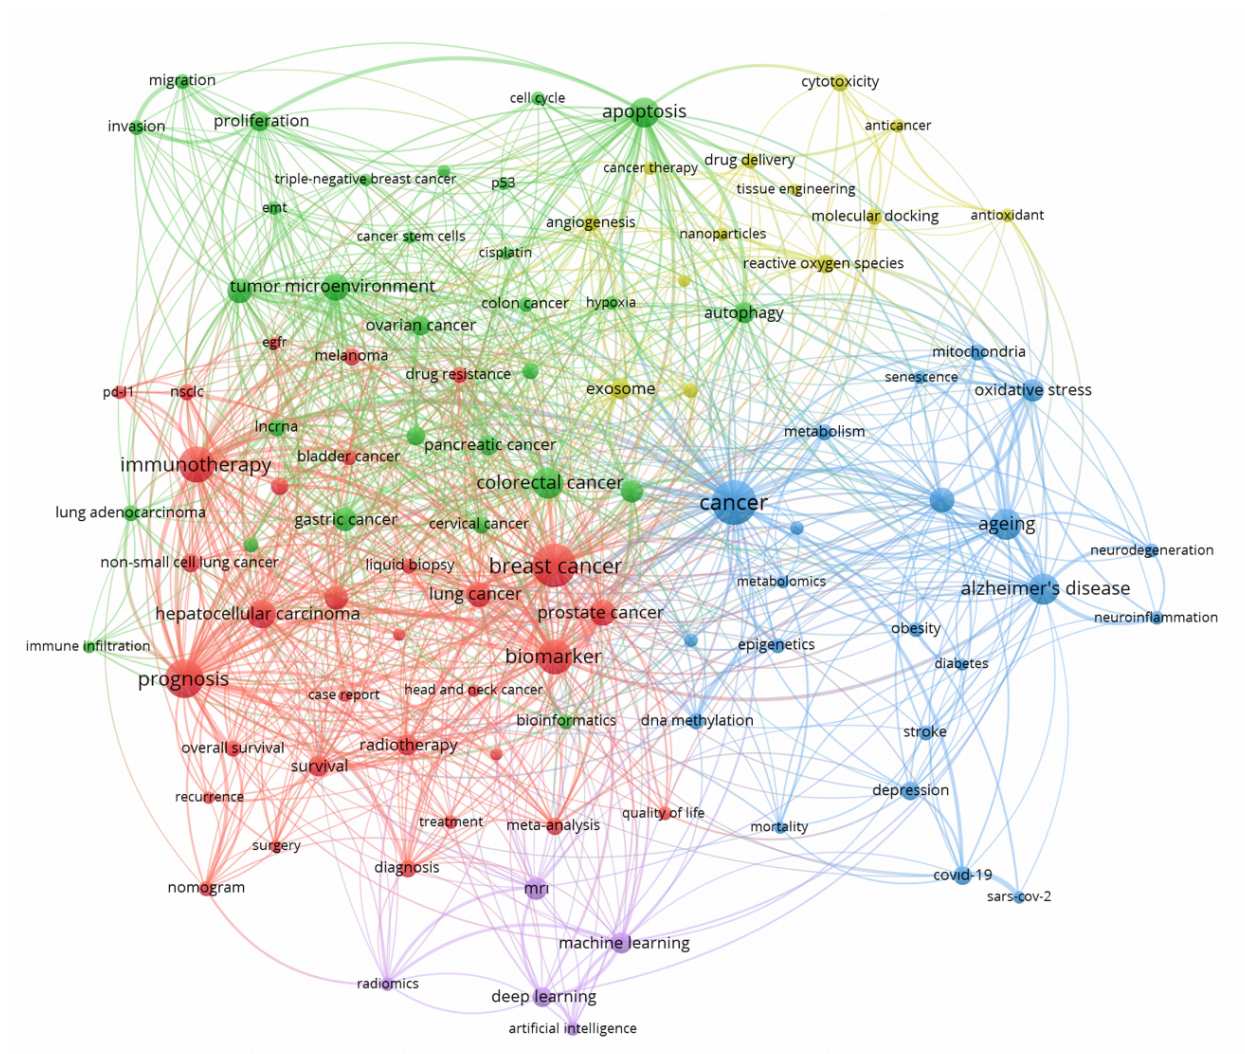 migration
cytotoxicity
cell cycle
apoptosis
invasion
proliferation
anticancer
cancer therapy
drug delivery
triple-negative breast cancer
p53
tissue engineering
emt
angiogenesis
molecular docking
antioxidant
cancer stem cells
nanoparticles
cisplatin
reactive oxygen species
tumor microenvironment
colon cancer
hypoxia
autophagy
ovarian cancer
egfr
melanoma
mitochondria
drug resistance
senescence
pd-l1
nsclc
exosome
oxidative stress
lncrna
metabolism
pancreatic cancer
bladder cancer
immunotherapy
colorectal cancer
cancer
lung adenocarcinoma
gastric cancer
cervical cancer
ageing
neurodegeneration
non-small cell lung cancer
liquid biopsy
breast cancer
metabolomics
alzheimer's disease
lung cancer
hepatocellular carcinoma
prostate cancer
neuroinflammation
obesity
immune infiltration
epigenetics
biomarker
diabetes
prognosis
case report
head and neck cancer
bioinformatics
dna methylation
stroke
overall survival
radiotherapy
survival
depression
recurrence
quality of life
treatment
meta-analysis
mortality
surgery
diagnosis
covid-19
nomogram
mri
sars-cov-2
machine learning
radiomics
deep learning
artificial intelligence